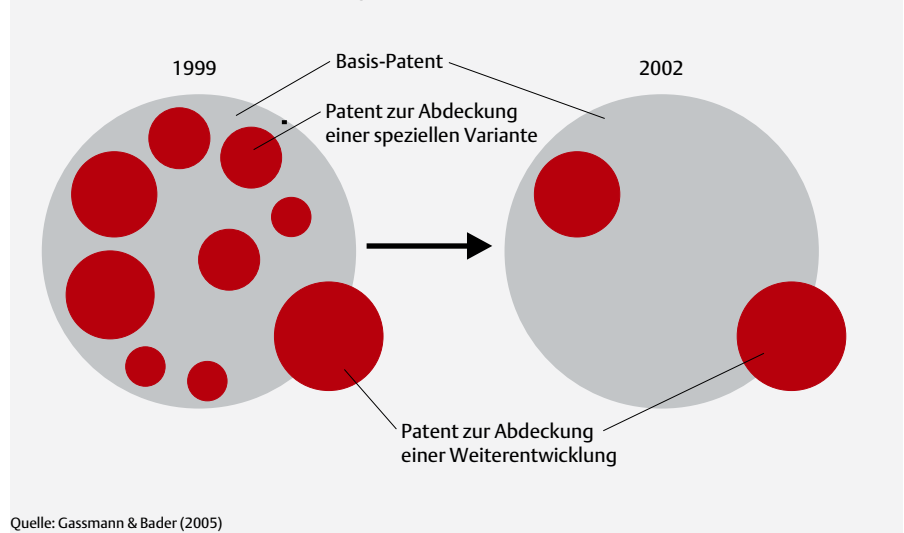 1999
Basis-Patent
2002
Patent zur Abdeckung
einer speziellen Variante
Patent zur Abdeckung
einer Weiterentwicklung
Quelle: Gassmann & Bader (2005)